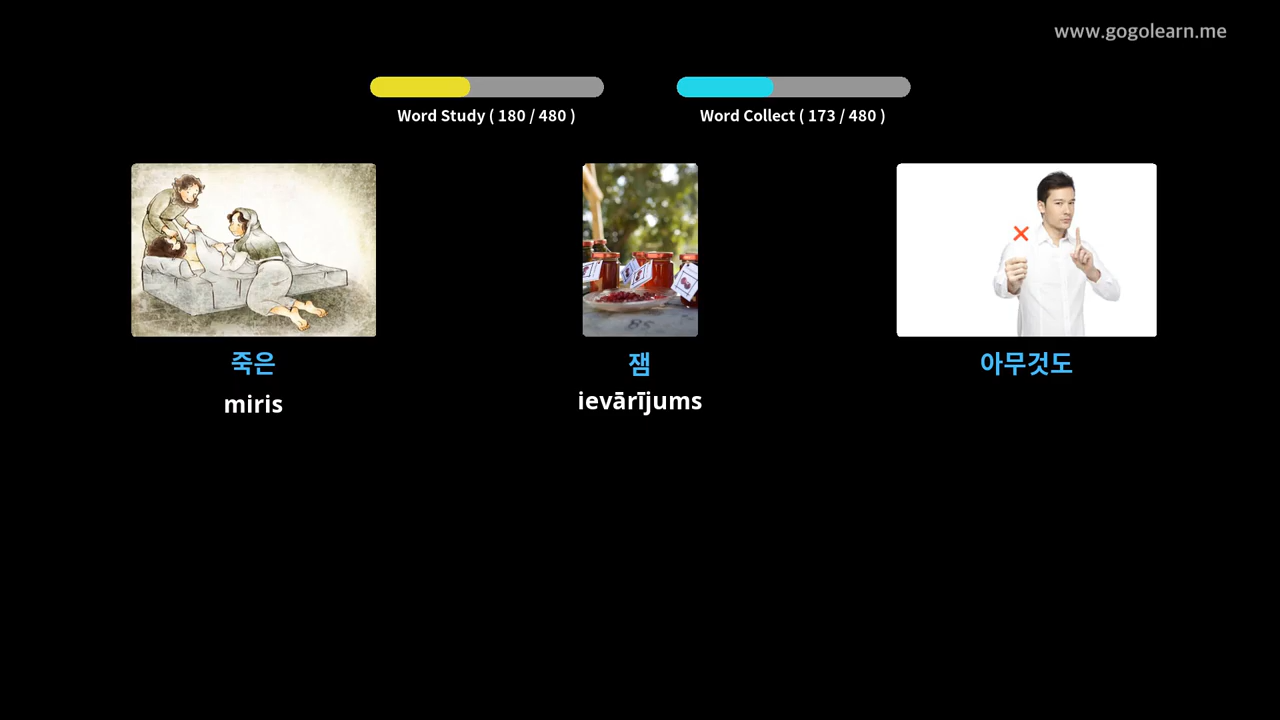 www.gogolearn.me
Word Study ( 180 / 480 )
Word Collect ( 173 / 480 )
죽은
miris
잼
ievārījums
아무것도